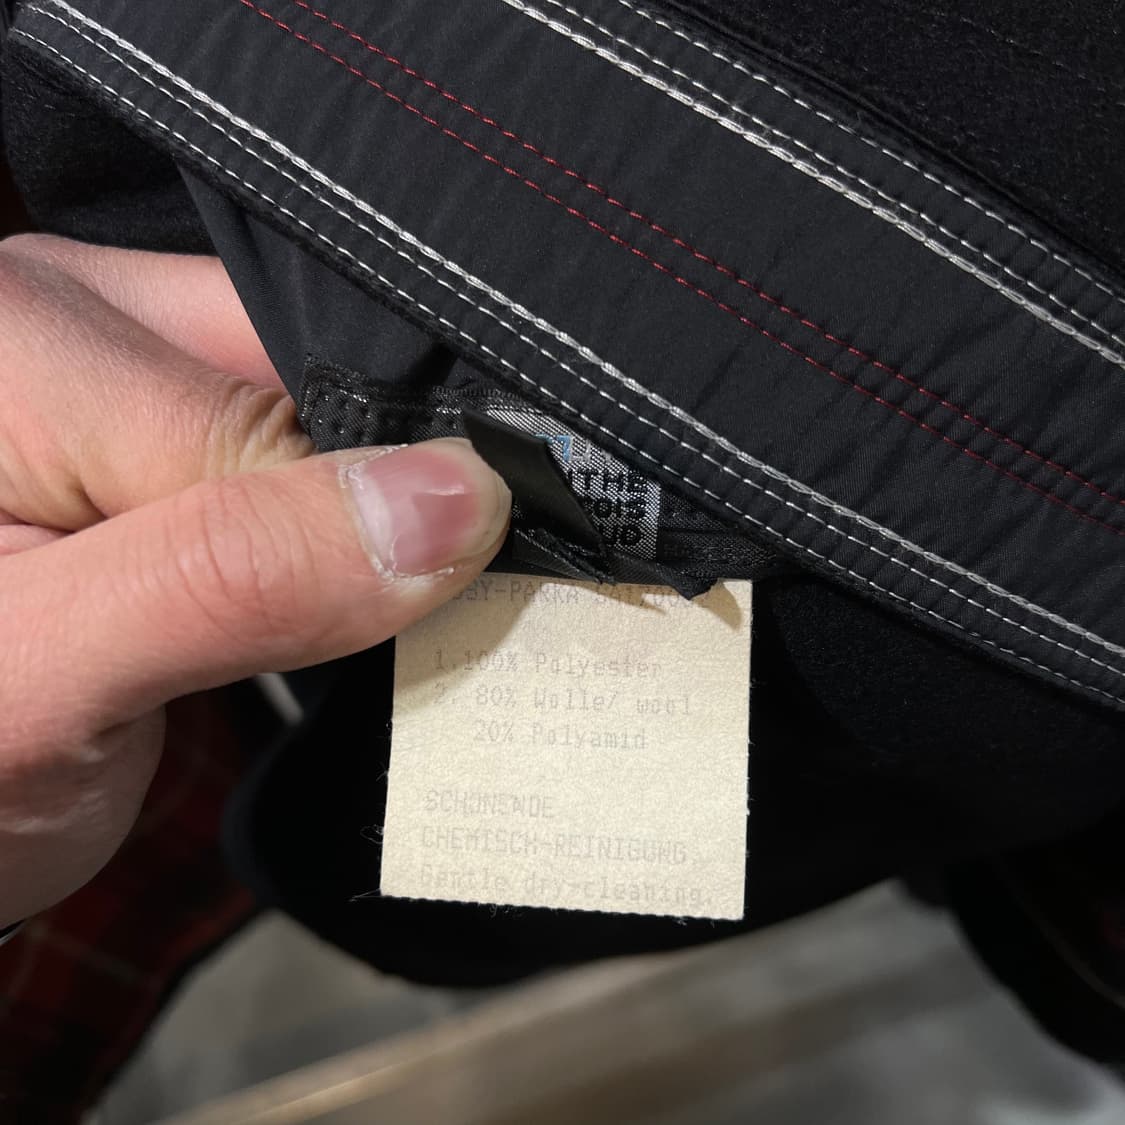 THE
1.100% Polyester
2. 80% Wolle/ wool
20% Polyamid
SCHONENDE
CHEMISCH-REINIGUNG.
Gentle dry-cleaning.